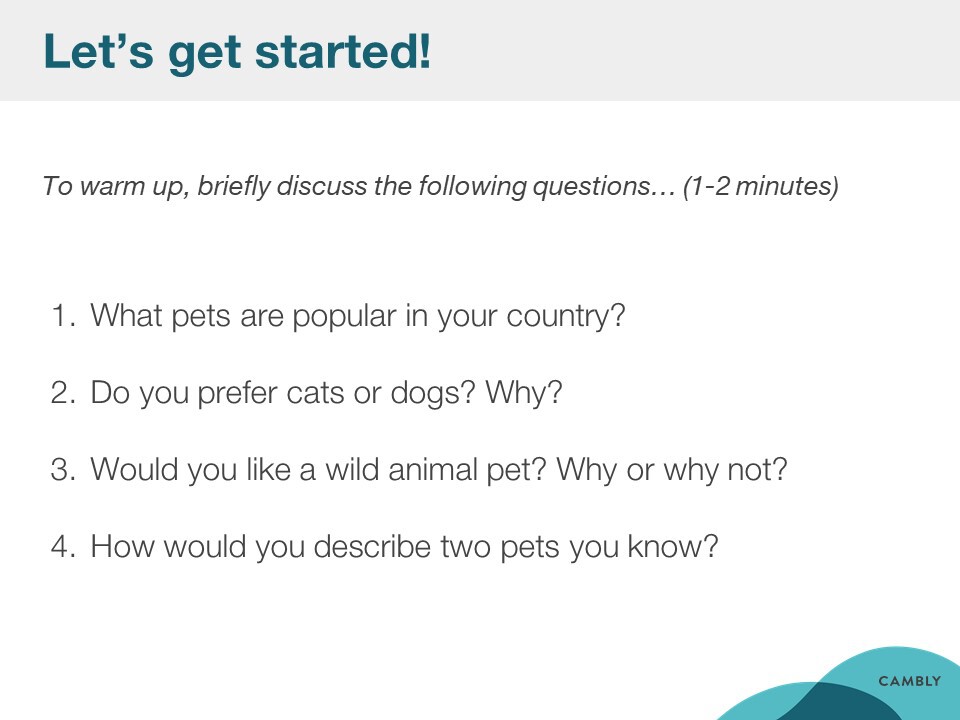 Let’s get started!
To warm up, briefly discuss the following questions… (1-2 minutes)
1. What pets are popular in your country?
2. Do you prefer cats or dogs? Why?
3. Would you like a wild animal pet? Why or why not?
4. How would you describe two pets you know?
CAMBLY